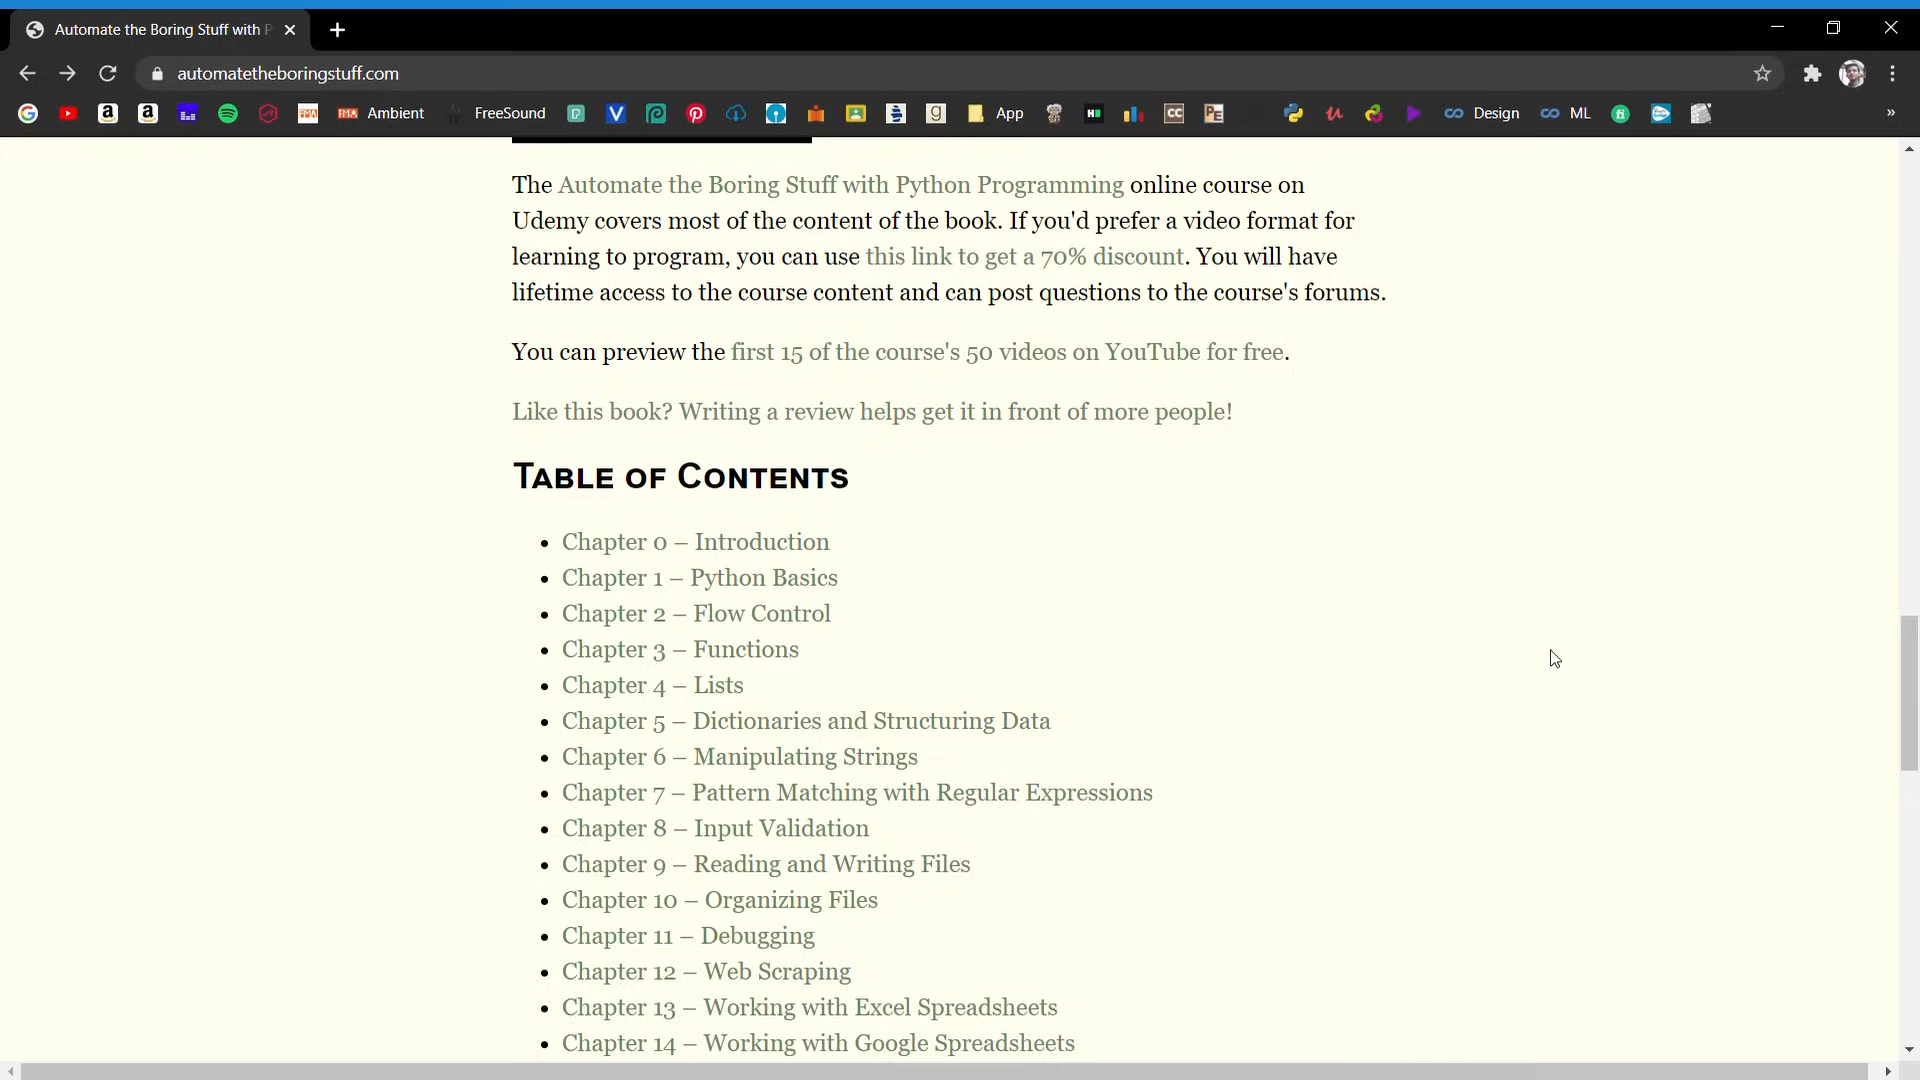 Automate the Boring Stuff with P
automatetheboringstuff.com
Ambient FreeSound App Design ML
The Automate the Boring Stuff with Python Programming online course on
Udemy covers most of the content of the book. If you'd prefer a video format for
learning to program, you can use this link to get a 70% discount. You will have
lifetime access to the course content and can post questions to the course's forums.
You can preview the first 15 of the course's 50 videos on YouTube for free.
Like this book? Writing a review helps get it in front of more people!
Table of Contents
• Chapter 0 – Introduction
• Chapter 1 – Python Basics
• Chapter 2 – Flow Control
• Chapter 3 – Functions
• Chapter 4 – Lists
• Chapter 5 – Dictionaries and Structuring Data
• Chapter 6 – Manipulating Strings
• Chapter 7 – Pattern Matching with Regular Expressions
• Chapter 8 – Input Validation
• Chapter 9 – Reading and Writing Files
• Chapter 10 – Organizing Files
• Chapter 11 – Debugging
• Chapter 12 – Web Scraping
• Chapter 13 – Working with Excel Spreadsheets
• Chapter 14 – Working with Google Spreadsheets